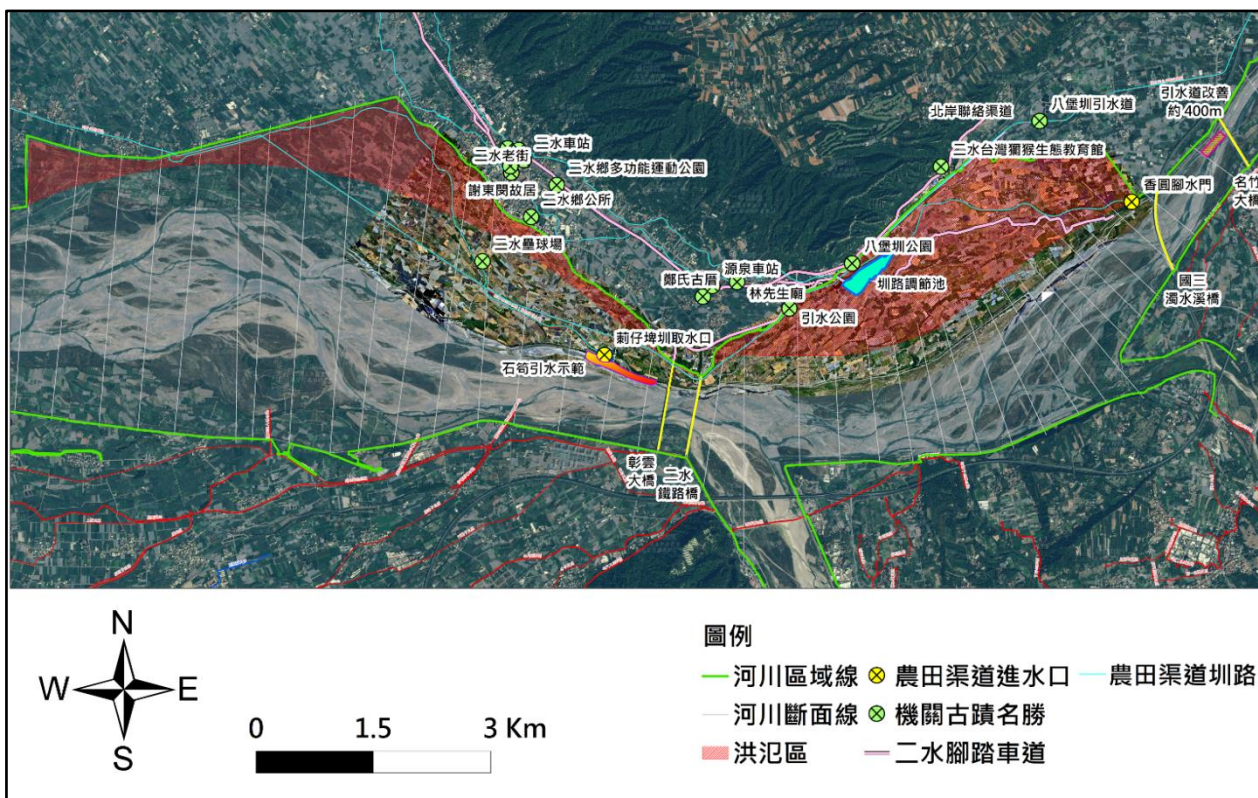 引水道改善
約 400m
北岸聯絡渠道
八堡圳引水道
二水車站
二水老街
二水台灣獼猴生態教育館
二水鄉多功能運動公園
謝東閔故居
名竹
大橋
香圓腳水門
二水鄉公所
二水壘球場
八堡圳公園
源泉車站
鄭氏古厝
國三
濁水溪橋
圳路調節池
林先生廟
引水公園
莿仔埤圳取水口
石笱引水示範
彰雲
大橋
二水
鐵路橋
N
W
E
S
0
1.5
3 Km
圖例
河川區域線
農田渠道進水口
農田渠道圳路
河川斷面線
機關古蹟名勝
洪氾區
二水腳踏車道